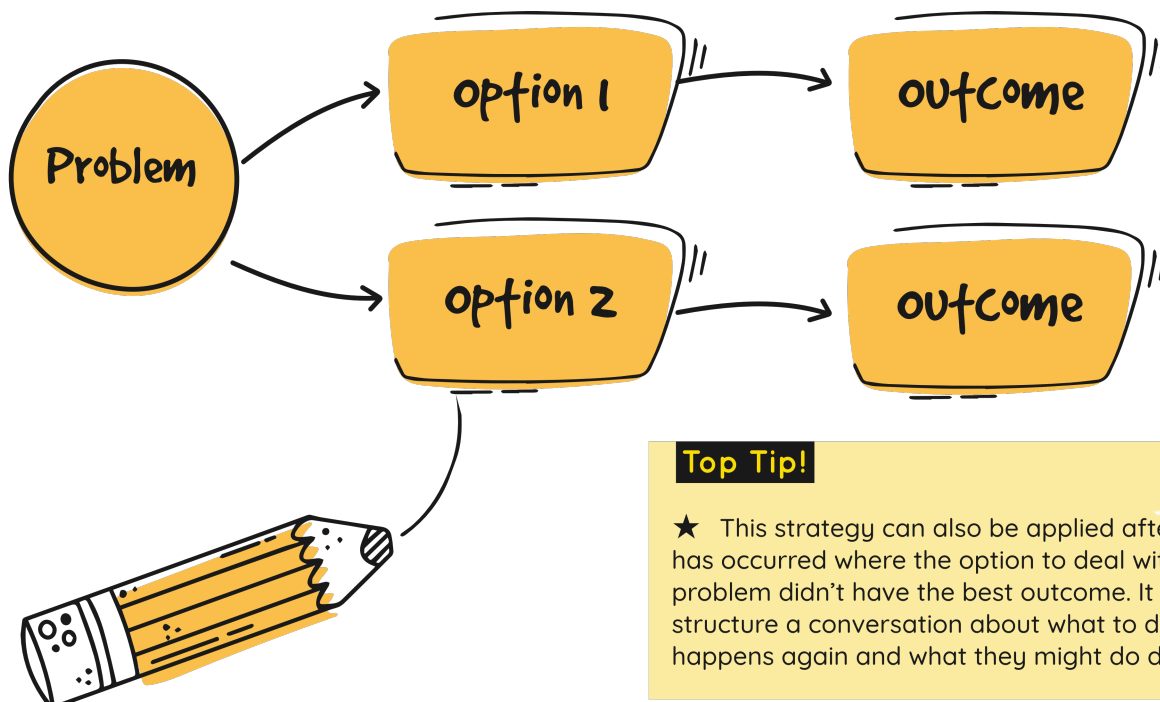 Problem
Option 1
Outcome
Option 2
Outcome
Top Tip!
This strategy can also be applied afte
has occurred where the option to deal wit
problem didn't have the best outcome. It
structure a conversation about what to d
happens again and what they might do d